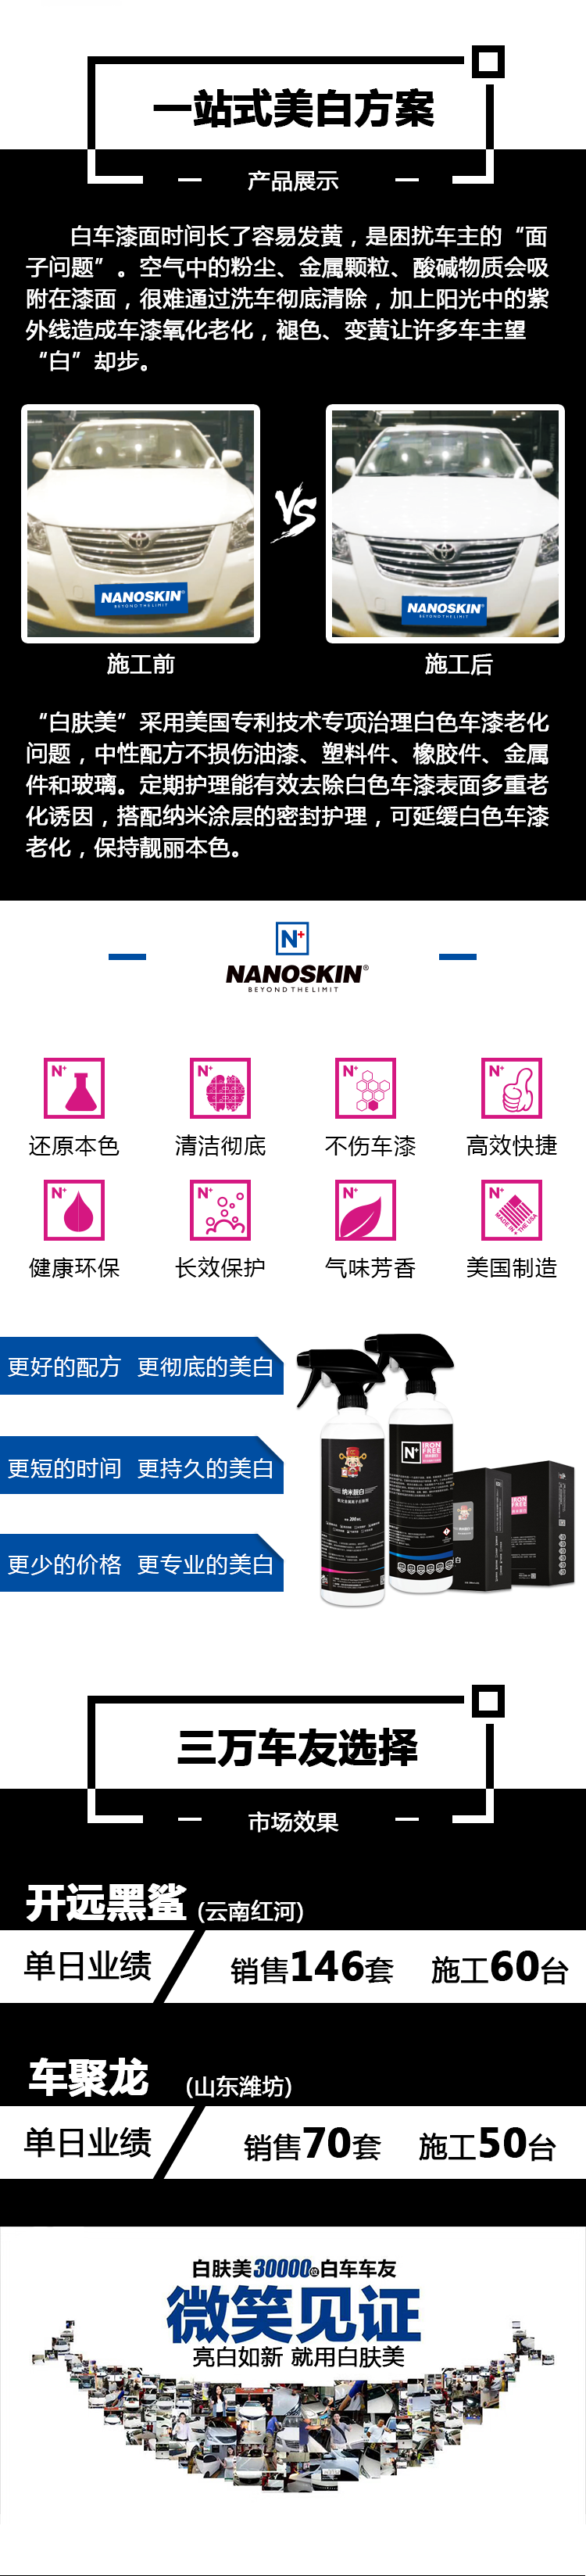 一站式美白方案
产品展示
白车漆面时间长了容易发黄，是困扰车主的“面
子问题”。空气中的粉尘、金属颗粒、酸碱物质会吸
附在漆面，很难通过洗车彻底清除，加上阳光中的紫
外线造成车漆氧化老化，褪色、变黄让许多车主望
“白”却步。
VS
NANOSKIN®
BEYOND THE LIMIT
NANOSKIN®
BEYOND THE LIMIT
施工前 施工后
“白肤美”采用美国专利技术专项治理白色车漆老化
问题，中性配方不损伤油漆、塑料件、橡胶件、金属
件和玻璃。定期护理能有效去除白色车漆表面多重老
化诱因，搭配纳米涂层的密封护理，可延缓白色车漆
老化，保持靓丽本色。
N+
NANOSKIN®
BEYOND THE LIMIT
N+ N+ N+ N+
还原本色 清洁彻底 不伤车漆 高效快捷
N+ N+ N+ N+
MADE IN THE USA
健康环保 长效保护 气味芳香 美国制造
更好的配方 更彻底的美白
更短的时间 更持久的美白
更少的价格 更专业的美白
N+ IRON FREE
纳米靓白
IRON FREE
三万车友选择
市场效果
开远黑鲨 (云南红河)
单日业绩 销售146套 施工60台
车聚龙 (山东潍坊)
单日业绩 销售70套 施工50台
白肤美30000位白车车友
微笑见证
亮白如新 就用白肤美